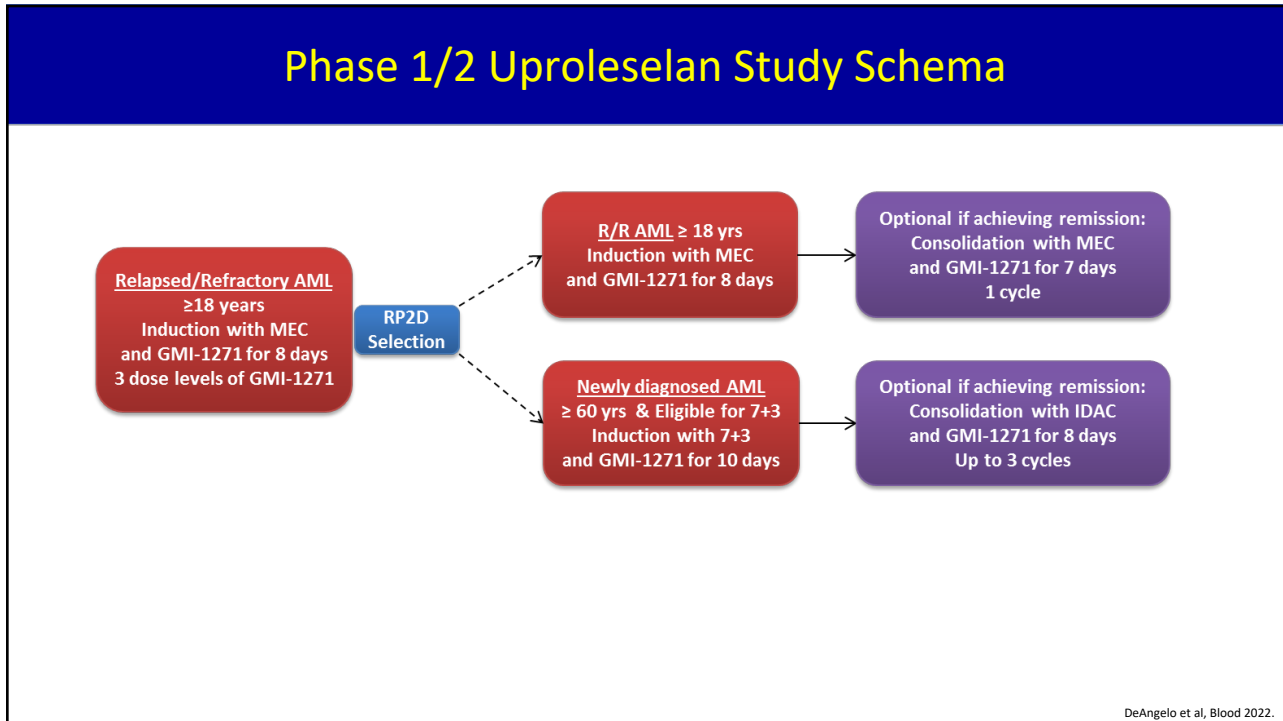 Phase 1/2 Uproleselan Study Schema
Relapsed/Refractory AML
≥18 years
Induction with MEC
and GMI-1271 for 8 days
3 dose levels of GMI-1271
RP2D
Selection
R/R AML ≥ 18 yrs
Induction with MEC
and GMI-1271 for 8 days
Optional if achieving remission:
Consolidation with MEC
and GMI-1271 for 7 days
1 cycle
Newly diagnosed AML
≥ 60 yrs & Eligible for 7+3
Induction with 7+3
and GMI-1271 for 10 days
Optional if achieving remission:
Consolidation with IDAC
and GMI-1271 for 8 days
Up to 3 cycles
DeAngelo et al, Blood 2022.